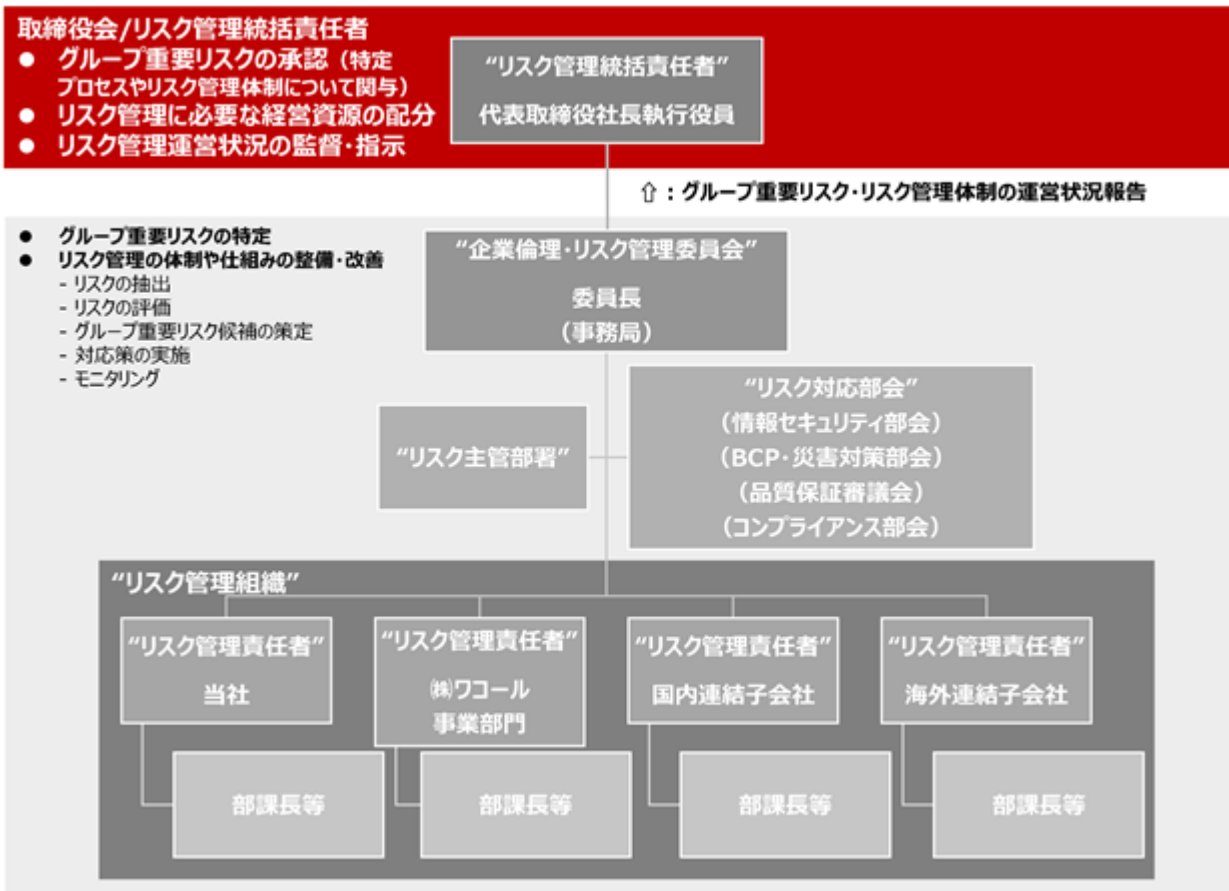 取締役会/リスク管理統括責任者
● グループ重要リスクの承認（特定
プロセスやリスク管理体制について関与）
● リスク管理に必要な経営資源の配分
● リスク管理運営状況の監督・指示
“リスク管理統括責任者”
代表取締役社長執行役員
⇧：グループ重要リスク・リスク管理体制の運営状況報告
● グループ重要リスクの特定
● リスク管理の体制や仕組みの整備・改善
- リスクの抽出
- リスクの評価
- グループ重要リスク候補の策定
- 対応策の実施
- モニタリング
“企業倫理・リスク管理委員会”
委員長
（事務局）
“リスク主管部署”
“リスク対応部会”
（情報セキュリティ部会）
（BCP・災害対策部会）
（品質保証審議会）
（コンプライアンス部会）
“リスク管理組織”
“リスク管理責任者”
当社
“リスク管理責任者”
㈱ワコール
事業部門
“リスク管理責任者”
国内連結子会社
“リスク管理責任者”
海外連結子会社
部課長等
部課長等
部課長等
部課長等